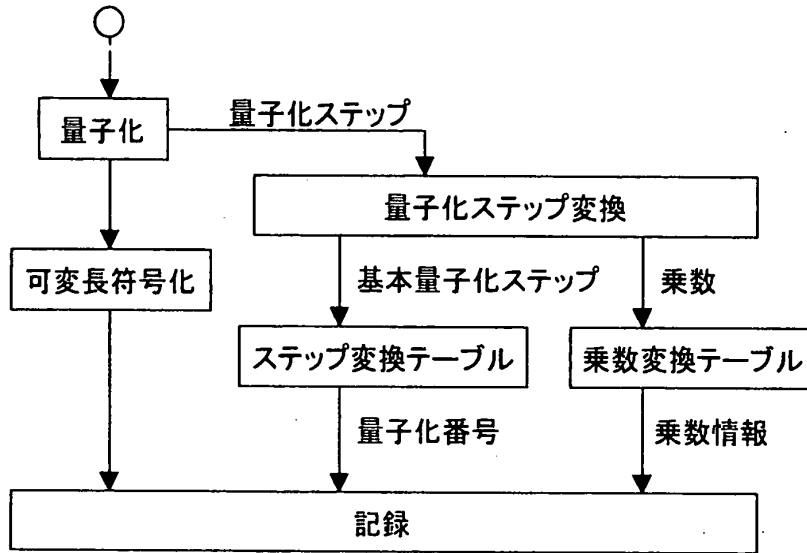 量子化
量子化ステップ
量子化ステップ変換
可変長符号化
基本量子化ステップ
乗数
ステップ変換テーブル
乗数変換テーブル
量子化番号
乗数情報
記録